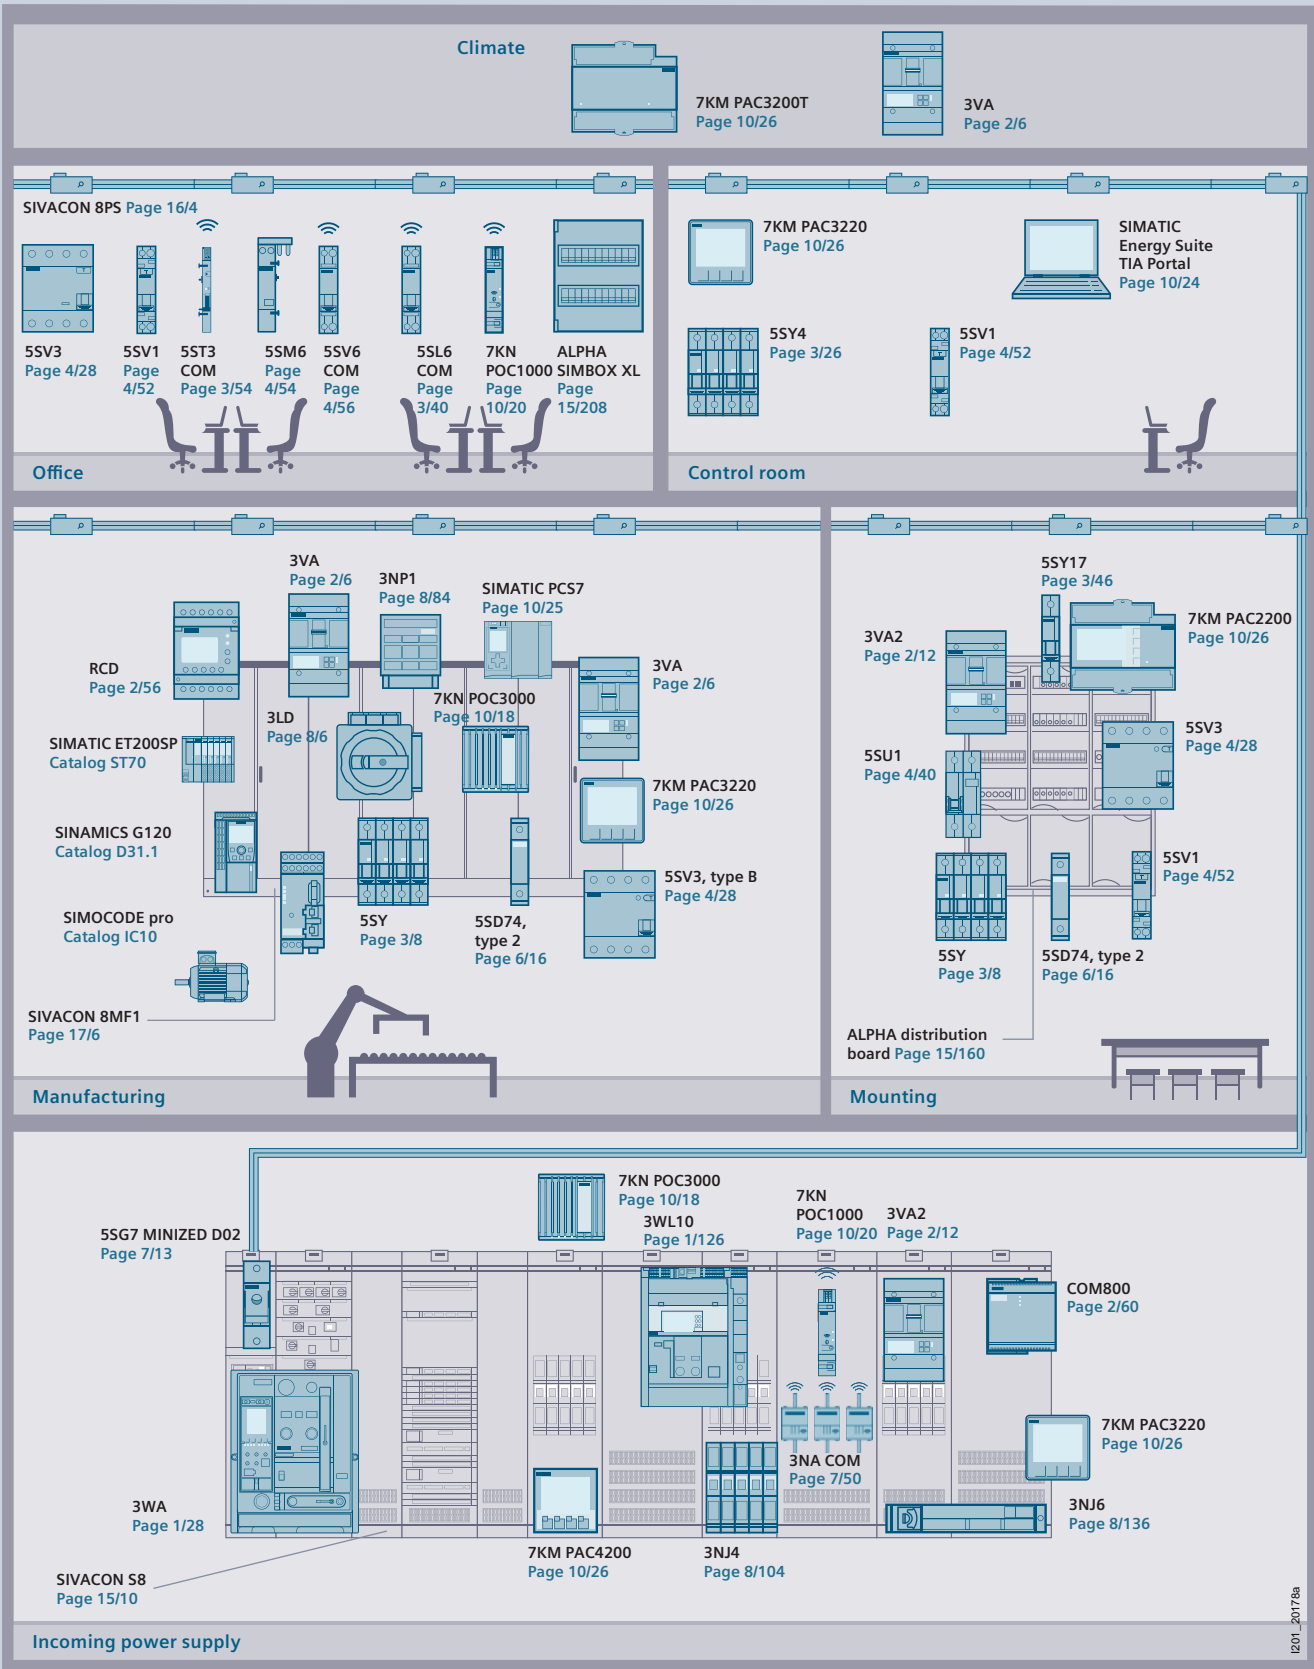 Climate
7KM PAC3200T
Page 10/26
3VA
Page 2/6
SIVACON 8PS Page 16/4
5SV3
Page 4/28
5SV1
Page
4/52
5ST3
COM
Page 3/54
5SM6
Page
4/54
5SV6
COM
Page
4/56
5SL6
COM
Page
3/40
7KN
POC1000
Page
10/20
ALPHA
SIMBOX XL
Page
15/208
Office
7KM PAC3220
Page 10/26
SIMATIC
Energy Suite
TIA Portal
Page 10/24
5SY4
Page 3/26
5SV1
Page 4/52
Control room
3VA
Page 2/6
3NP1
Page 8/84
SIMATIC PCS7
Page 10/25
RCD
Page 2/56
3VA
Page 2/6
7KN POC3000
Page 10/18
3LD
Page 8/6
SIMATIC ET200SP
Catalog ST70
7KM PAC3220
Page 10/26
SINAMICS G120
Catalog D31.1
5SV3, type B
Page 4/28
SIMOCODE pro
Catalog IC10
5SY
Page 3/8
5SD74,
type 2
Page 6/16
SIVACON 8MF1
Page 17/6
Manufacturing
5SY17
Page 3/46
7KM PAC2200
Page 10/26
3VA2
Page 2/12
5SV3
Page 4/28
5SU1
Page 4/40
5SV1
Page 4/52
5SY
Page 3/8
5SD74, type 2
Page 6/16
ALPHA distribution
board Page 15/160
Mounting
7KN POC3000
Page 10/18
3WL10
Page 1/126
7KN
POC1000
Page 10/20
3VA2
Page 2/12
5SG7 MINIZED D02
Page 7/13
COM800
Page 2/60
7KM PAC3220
Page 10/26
3NA COM
Page 7/50
3WA
Page 1/28
3NJ6
Page 8/136
7KM PAC4200
Page 10/26
3NJ4
Page 8/104
SIVACON S8
Page 15/10
I201_20178a
Incoming power supply